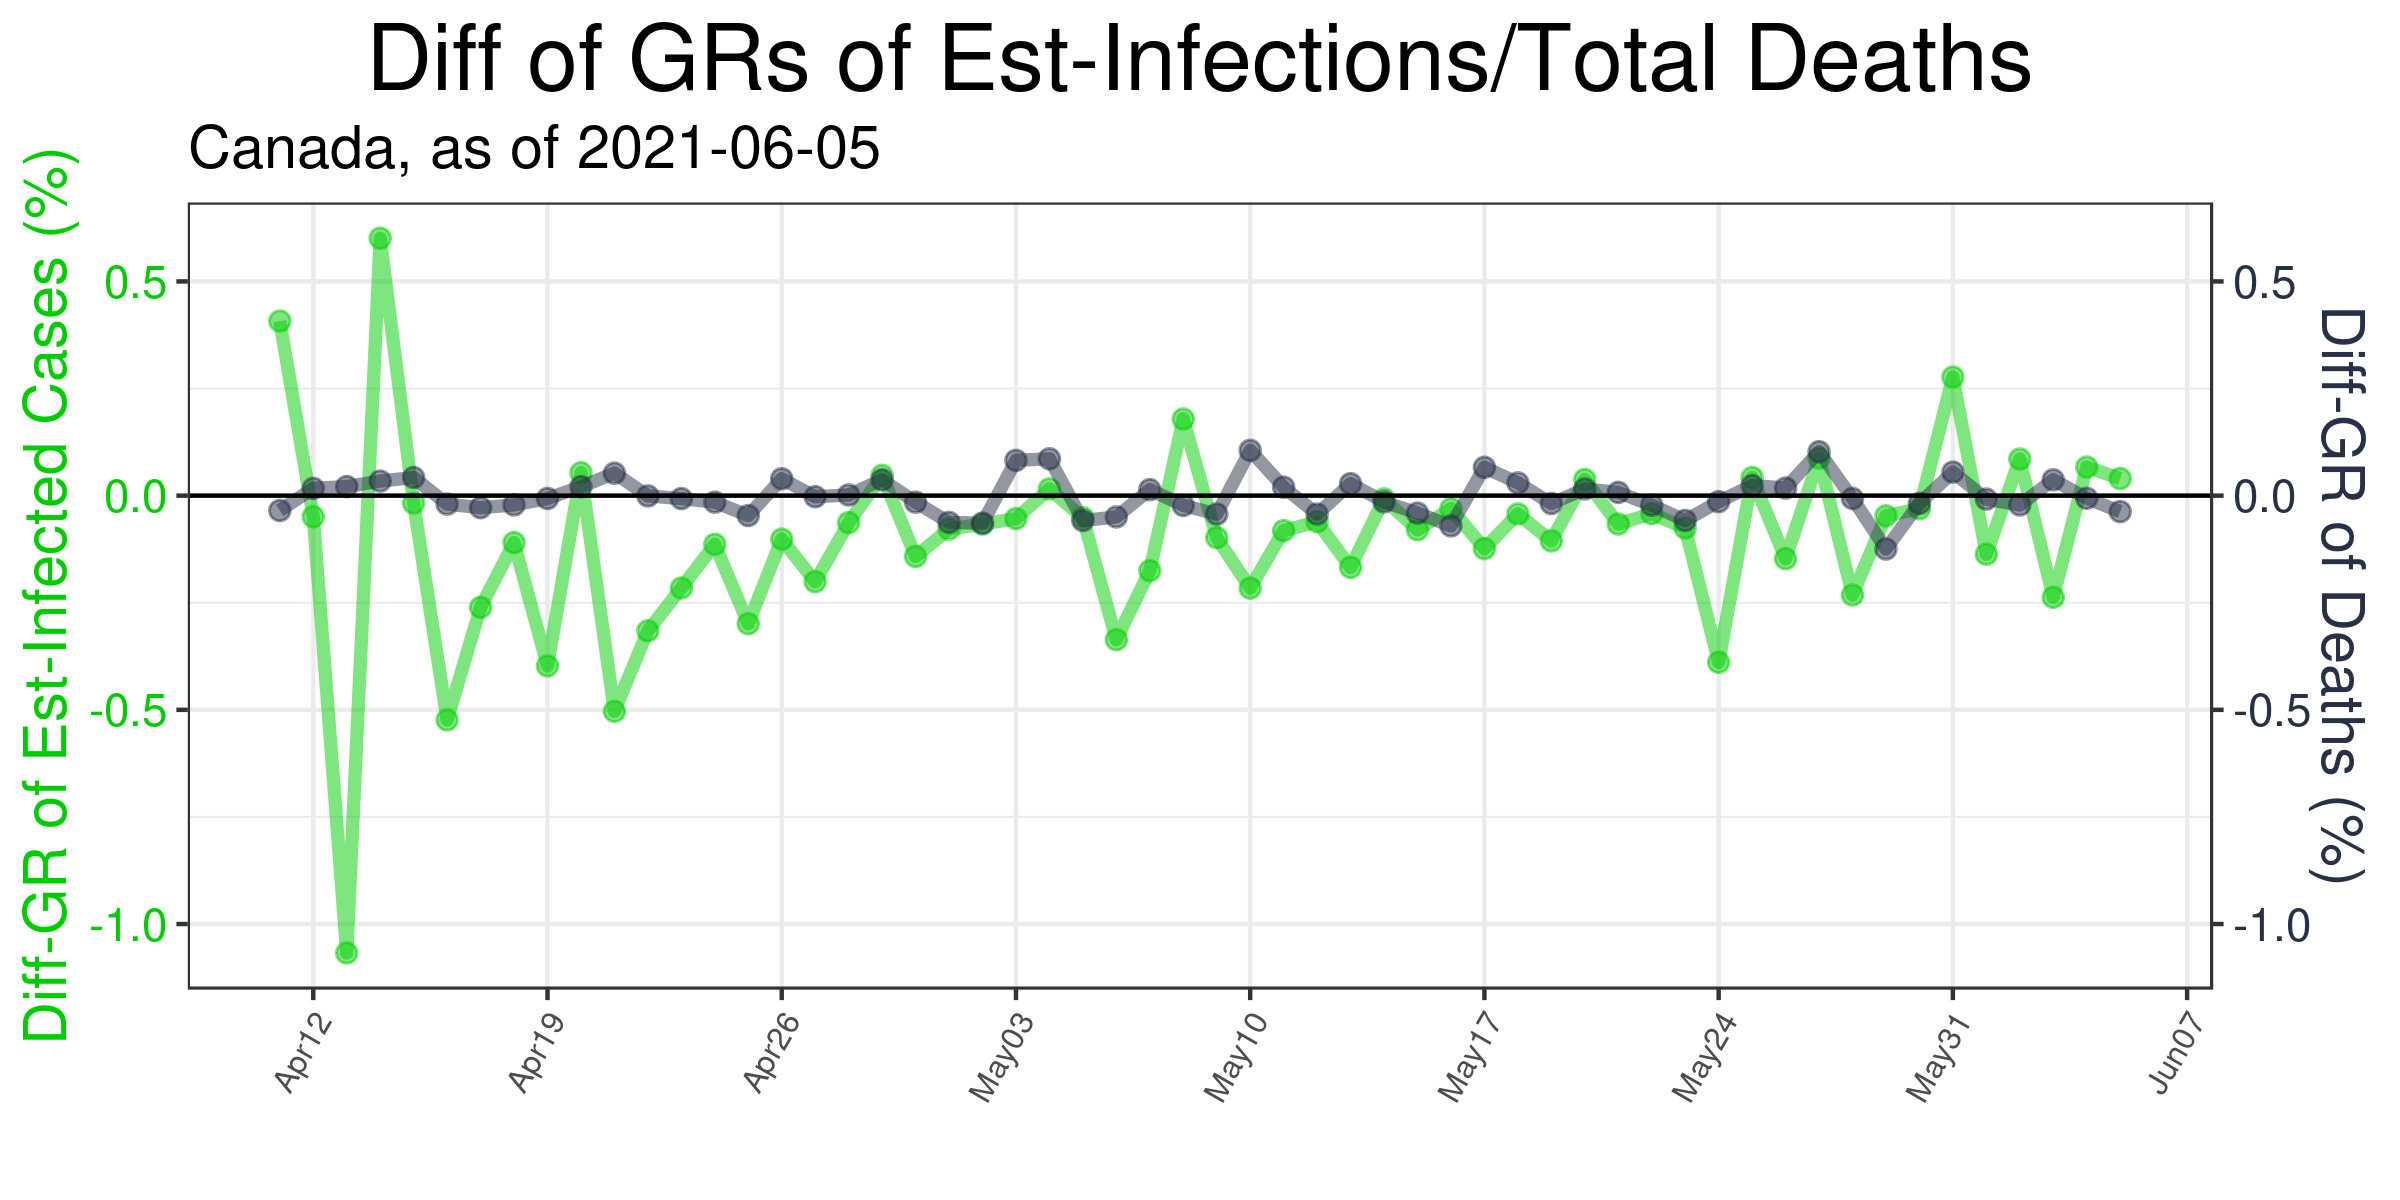 Diff of GRs of Est-Infections/Total Deaths
Canada, as of 2021-06-05
Diff-GR of Est-Infected Cases (%)
0.5
0.0
-0.5
-1.0
0.5
0.0
-0.5
-1.0
Diff-GR of Deaths (%)
Apr12
Apr19
Apr26
May03
May10
May17
May24
May31
Jun07